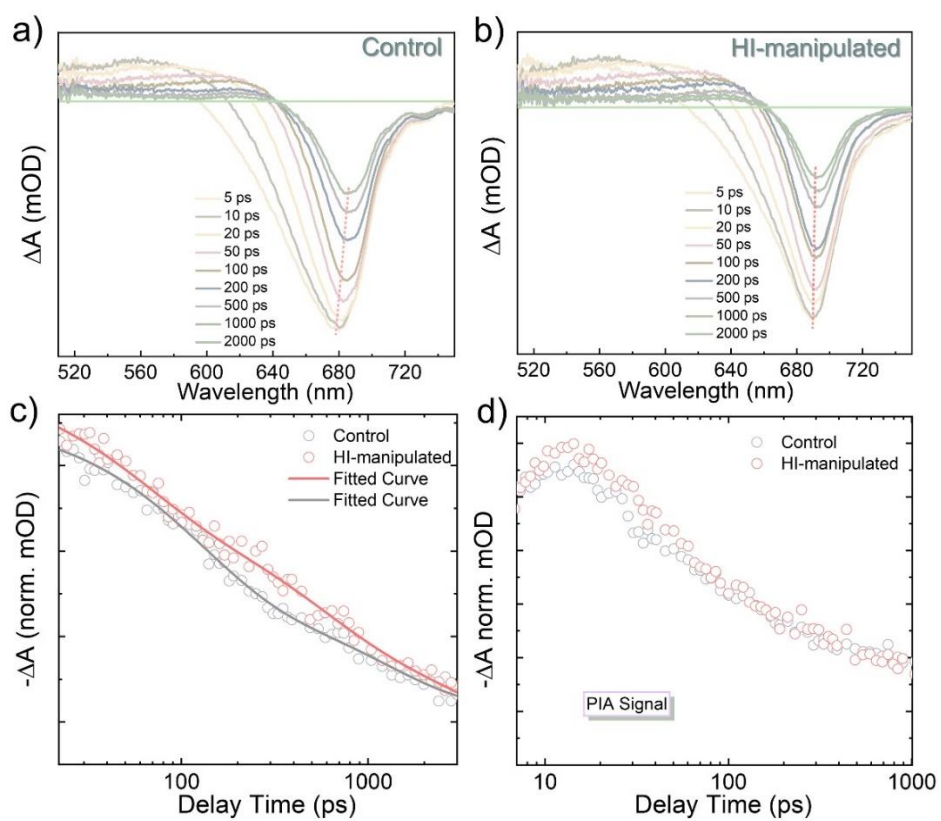 a)
Control
ΔA (mOD)
5 ps
10 ps
20 ps
50 ps
100 ps
200 ps
500 ps
1000 ps
2000 ps
520 560 600 640 680 720
Wavelength (nm)
b)
HI-manipulated
ΔA (mOD)
5 ps
10 ps
20 ps
50 ps
100 ps
200 ps
500 ps
1000 ps
2000 ps
520 560 600 640 680 720
Wavelength (nm)
c)
Control
HI-manipulated
Fitted Curve
Fitted Curve
-ΔA (norm. mOD)
100 1000
Delay Time (ps)
d)
Control
HI-manipulated
-ΔA norm. mOD
PIA Signal
10 100 1000
Delay Time (ps)